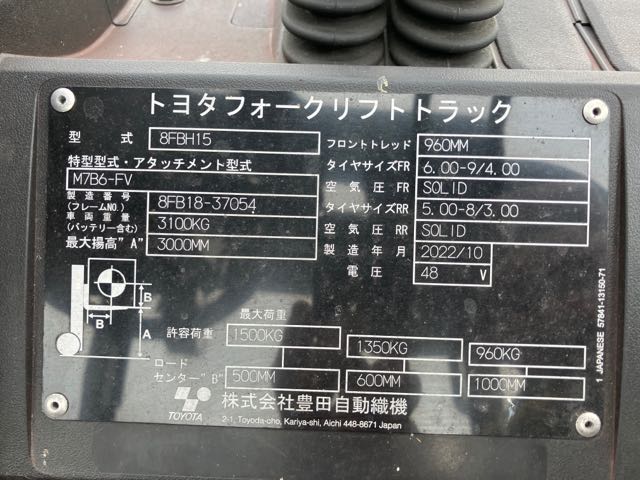 トヨタフォークリフトトラック
型式 8FBH15
フロントトレッド 960MM
特型型式・アタッチメント型式
M7B6-FV
タイヤサイズFR 6.00-9/4.00
空気圧FR SOLID
製造番号
(フレームNO.) 8FB18-37054
タイヤサイズRR 5.00-8/3.00
車両重量
(バッテリー含む) 3100KG
空気圧RR SOLID
最大揚高"A" 3000MM
製造年月 2022/10
電圧 48 V
B
B
A
最大荷重
許容荷重 1500KG 1350KG 960KG
ロード
センター"B" 500MM 600MM 1000MM
TOYOTA
株式会社豊田自動織機
2-1, Toyoda-cho, Kariya-shi, Aichi 448-8671 Japan
1 JAPANESE 57841-13150-71